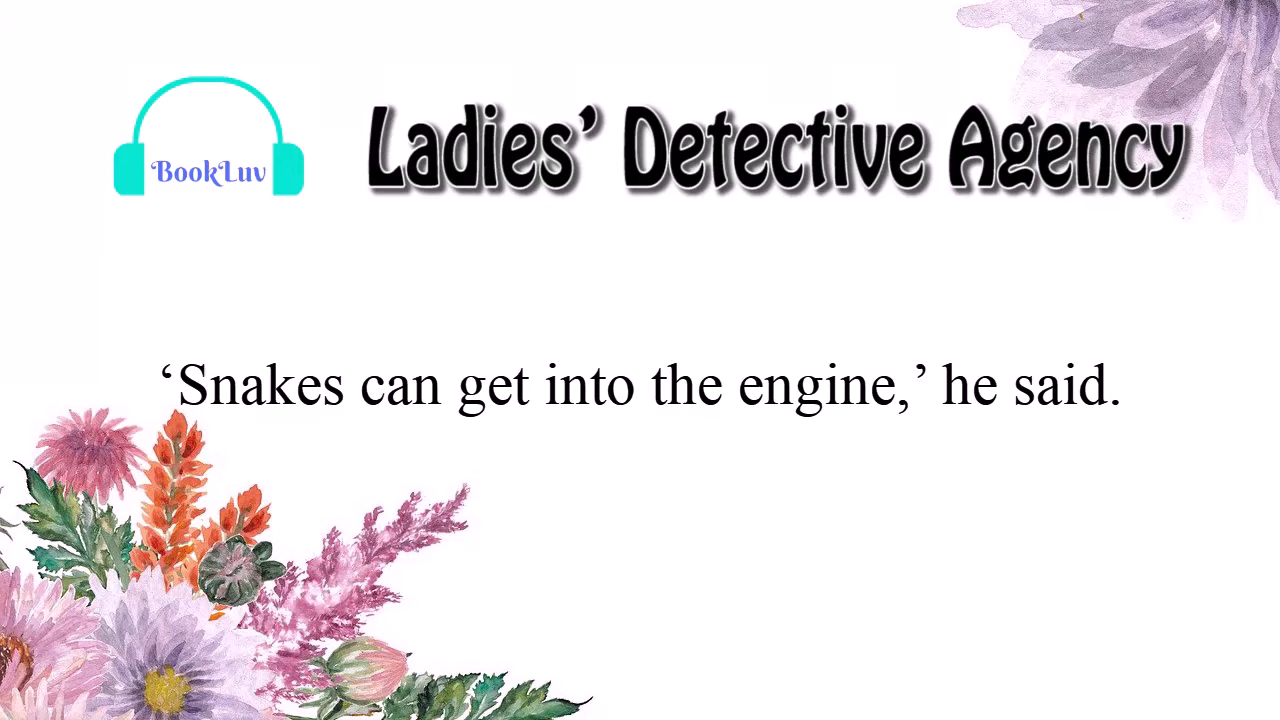 BookLuv
Ladies’ Detective Agency
‘Snakes can get into the engine,’ he said.